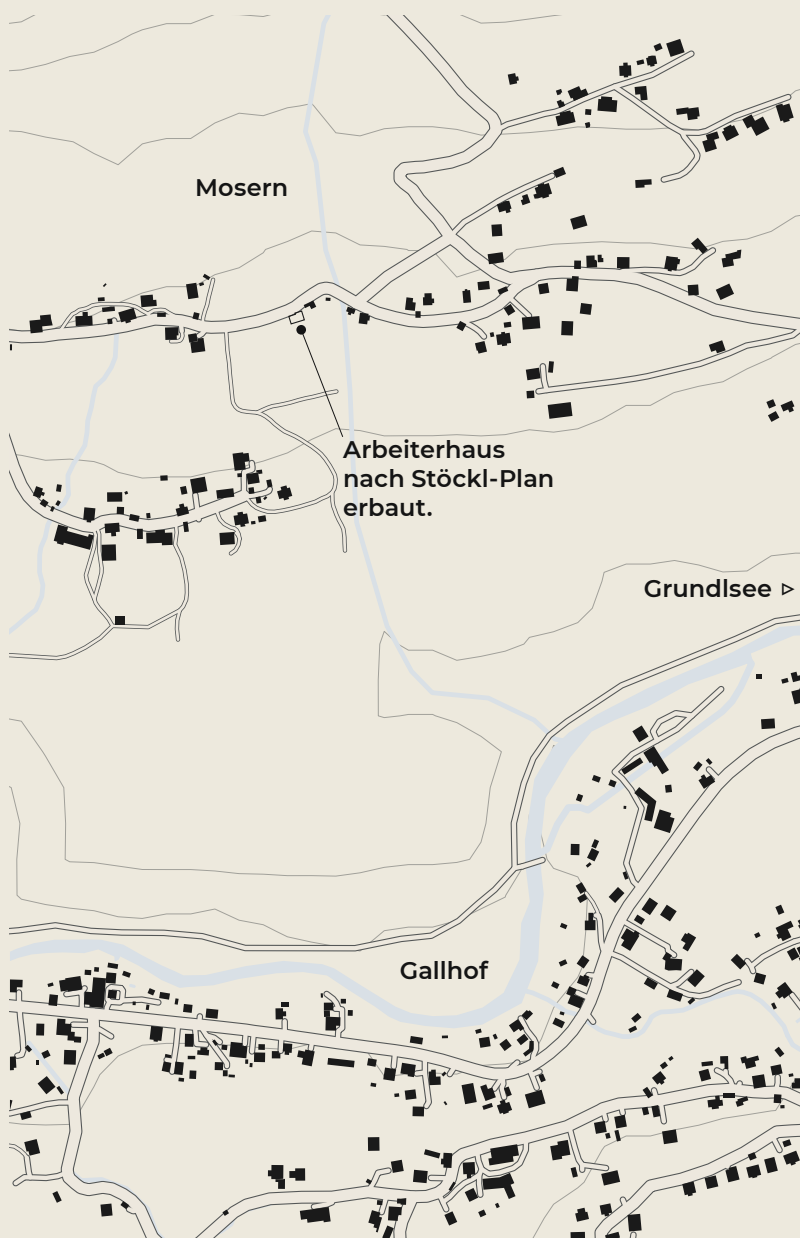 Mosern
Arbeiterhaus
nach Stöckl-Plan
erbaut.
Grundlsee
Gallhof